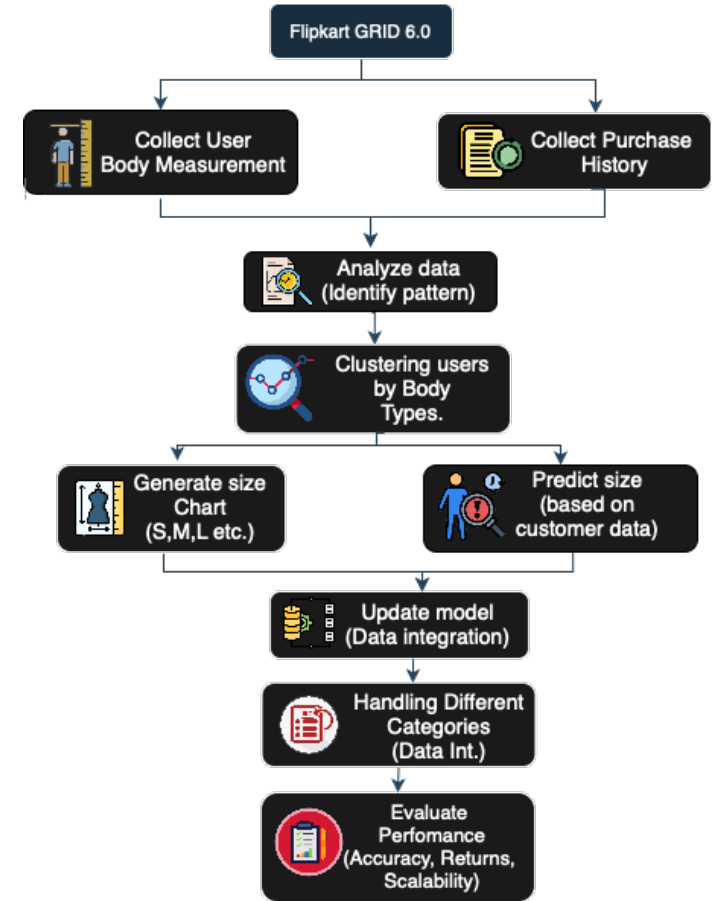 Flipkart GRID 6.0
Collect User
Body Measurement
Collect Purchase
History
Analyze data
(Identify pattern)
Clustering users
by Body
Types.
Generate size
Chart
(S,M,L etc.)
Predict size
(based on
customer data)
Update model
(Data integration)
Handling Different
Categories
(Data Int.)
Evaluate
Perfomance
(Accuracy, Returns,
Scalability)